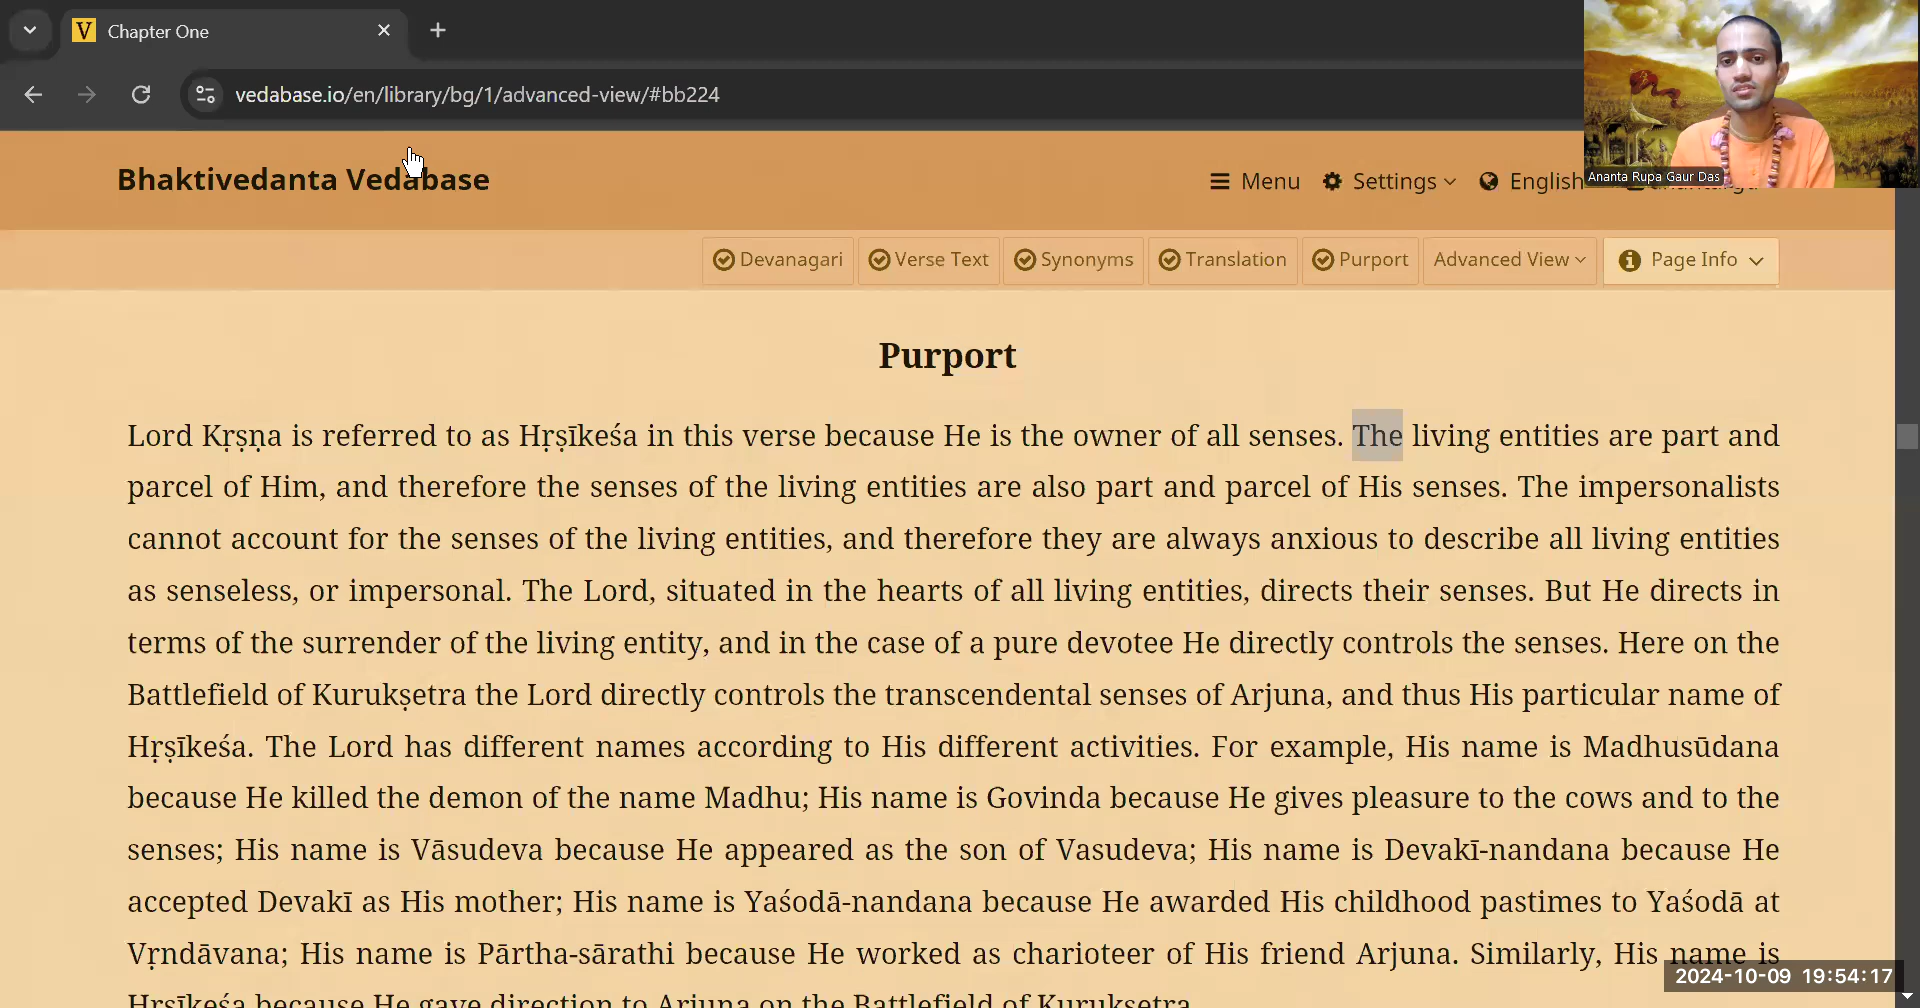 Chapter One
vedabase.io/en/library/bg/1/advanced-view/#bb224
Bhaktivedanta Vedabase
Menu Settings English
Ananta Rupa Gaur Das
Devanagari Verse Text Synonyms Translation Purport Advanced View Page Info
Purport
Lord Kṛṣṇa is referred to as Hṛṣīkeśa in this verse because He is the owner of all senses. The living entities are part and
parcel of Him, and therefore the senses of the living entities are also part and parcel of His senses. The impersonalists
cannot account for the senses of the living entities, and therefore they are always anxious to describe all living entities
as senseless, or impersonal. The Lord, situated in the hearts of all living entities, directs their senses. But He directs in
terms of the surrender of the living entity, and in the case of a pure devotee He directly controls the senses. Here on the
Battlefield of Kurukṣetra the Lord directly controls the transcendental senses of Arjuna, and thus His particular name of
Hṛṣīkeśa. The Lord has different names according to His different activities. For example, His name is Madhusūdana
because He killed the demon of the name Madhu; His name is Govinda because He gives pleasure to the cows and to the
senses; His name is Vāsudeva because He appeared as the son of Vasudeva; His name is Devakī-nandana because He
accepted Devakī as His mother; His name is Yaśodā-nandana because He awarded His childhood pastimes to Yaśodā at
Vṛndāvana; His name is Pārtha-sārathi because He worked as charioteer of His friend Arjuna. Similarly, His name is
Hṛṣīkeśa because He gave direction to Arjuna on the Battlefield of Kurukṣetra.
2024-10-09 19:54:17